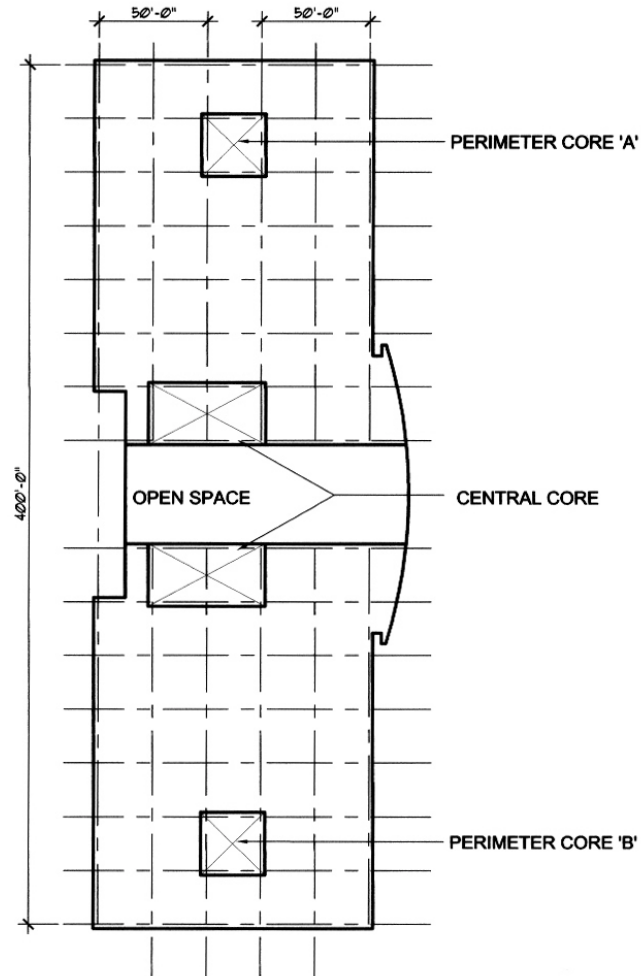 50'-0" 50'-0"
PERIMETER CORE 'A'
400'-0"
OPEN SPACE
CENTRAL CORE
PERIMETER CORE 'B'